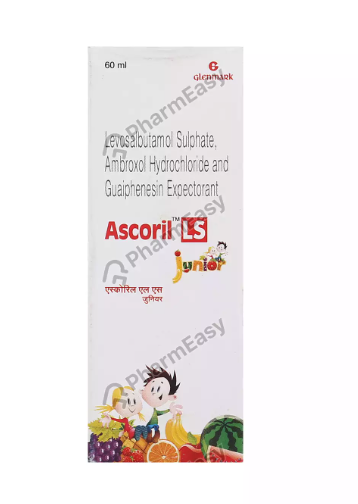 60 ml
G
GLENMARK
Levosalbutamol Sulphate,
Ambroxol Hydrochloride and
Guaiphenesin Expectorant
Ascoril™ LS
junior
एस्कोरिल एल एस
जुनियर
PharmEasy
PharmEasy
PharmEasy